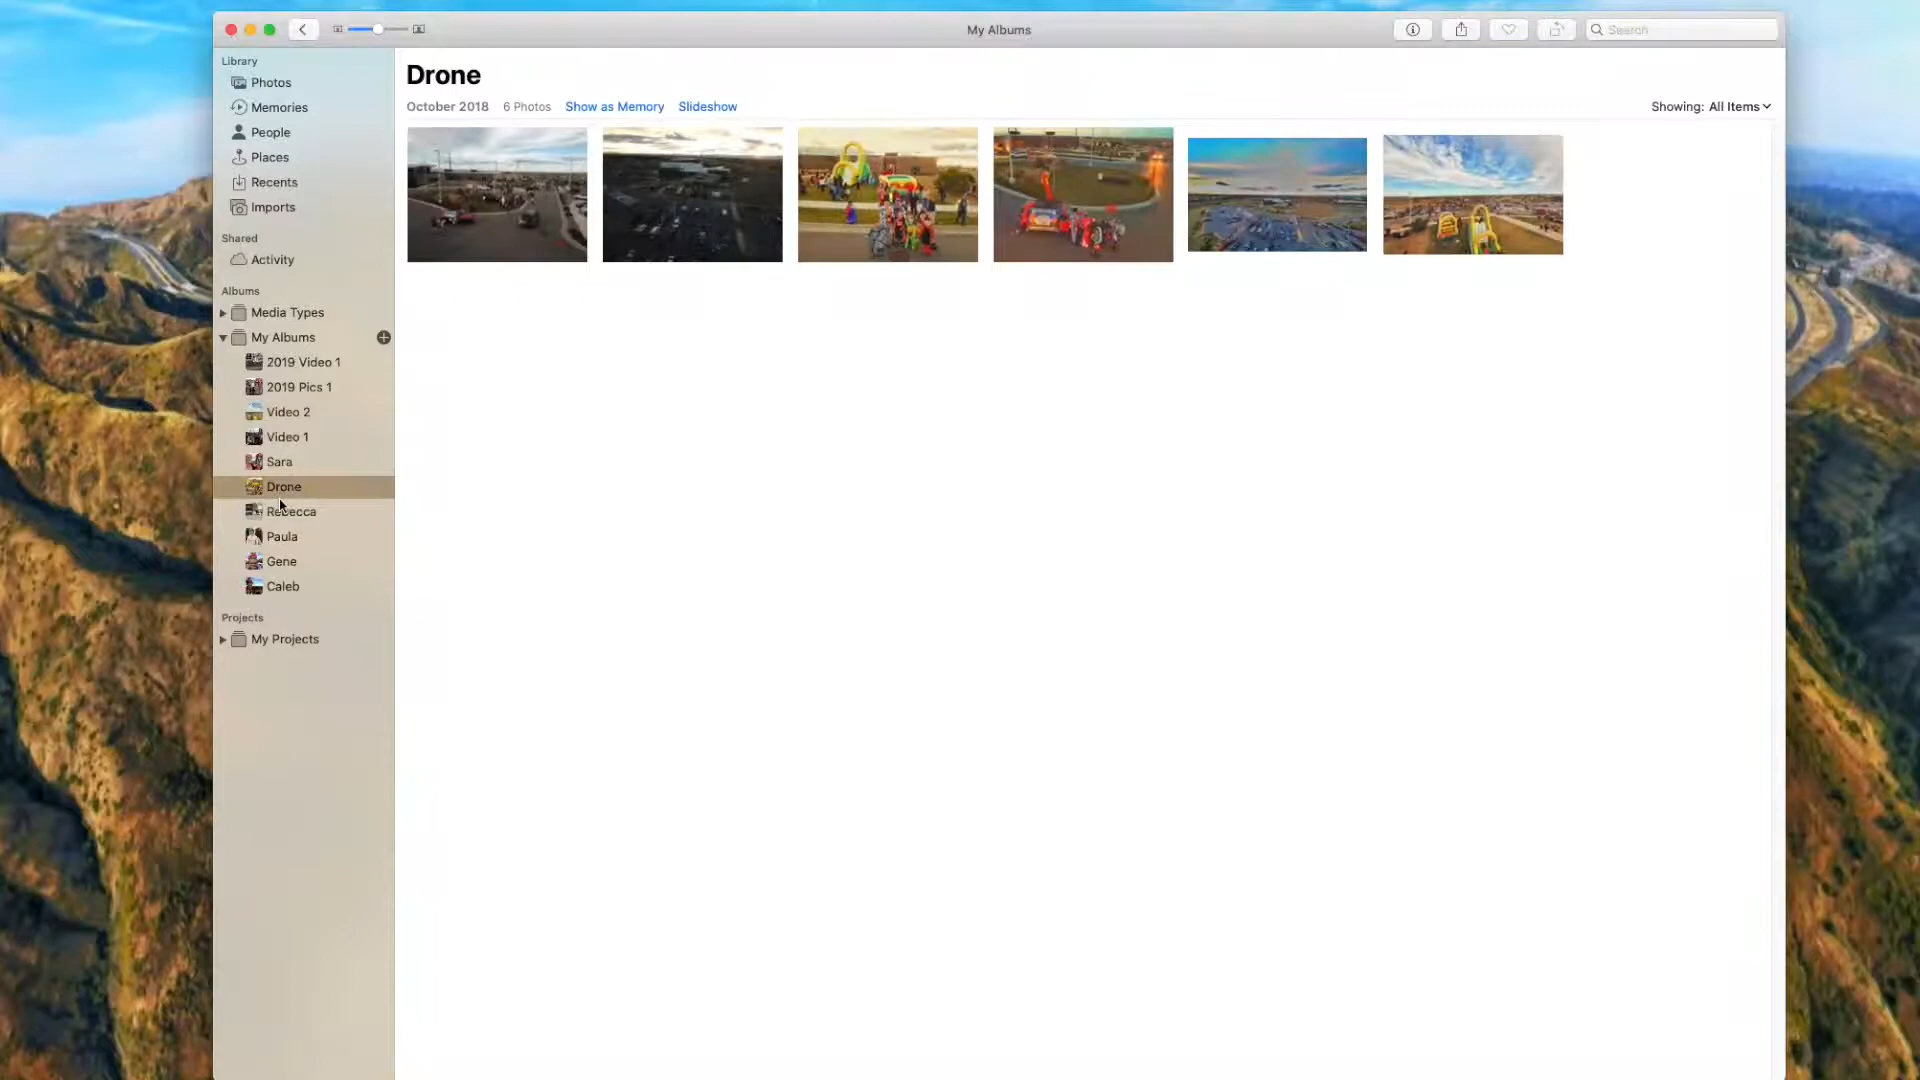 My Albums
Search
Library
Photos
Memories
People
Places
Recents
Imports
Shared
Activity
Albums
Media Types
My Albums
2019 Video 1
2019 Pics 1
Video 2
Video 1
Sara
Drone
Rebecca
Paula
Gene
Caleb
Projects
My Projects
Drone
October 2018 6 Photos Show as Memory Slideshow
Showing: All Items